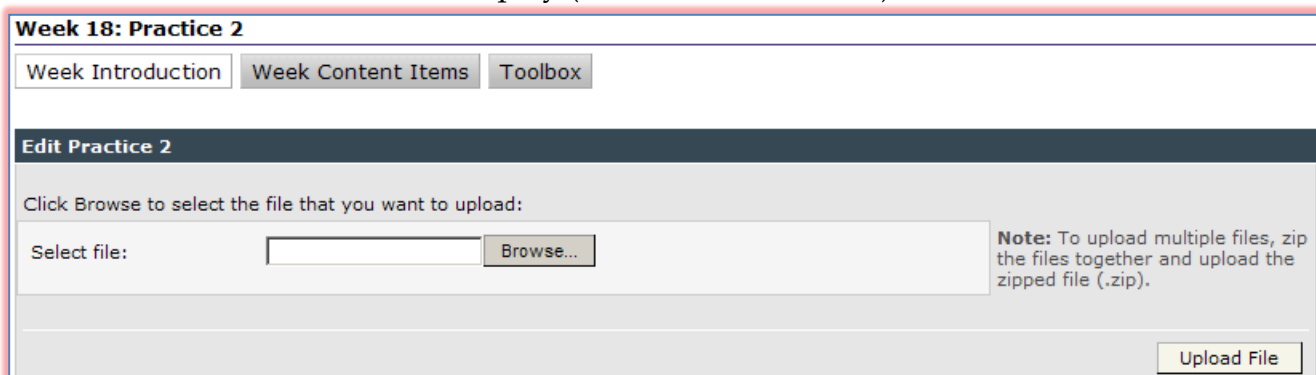 Week 18: Practice 2
Week Introduction Week Content Items Toolbox
Edit Practice 2
Click Browse to select the file that you want to upload:
Select file: Browse...
Note: To upload multiple files, zip
the files together and upload the
zipped file (.zip).
Upload File